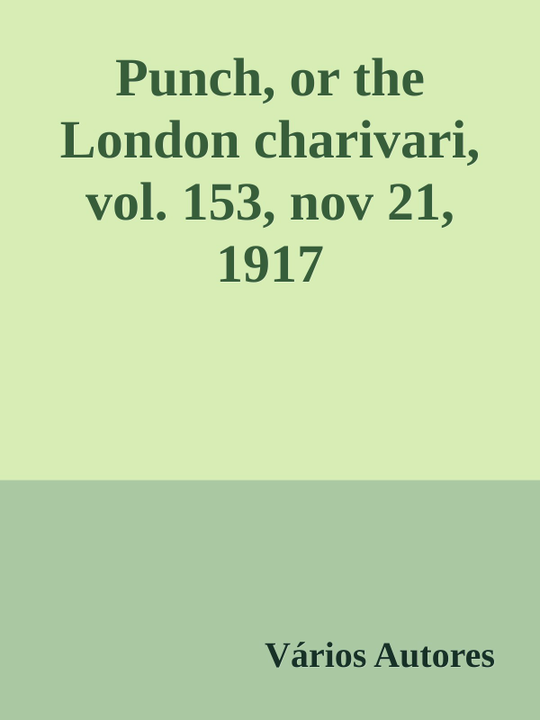 Punch, or the
London charivari,
vol. 153, nov 21,
1917
Vários Autores